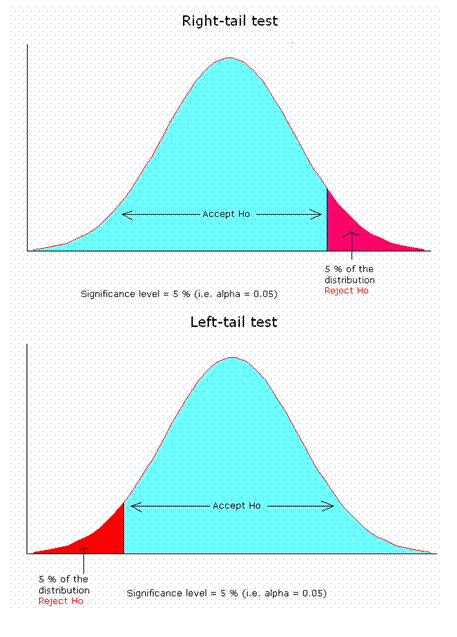 Right-tail test
Accept Ho
5 % of the
distribution
Reject Ho
Significance level = 5 % (i.e. alpha = 0.05)
Left-tail test
Accept Ho
5 % of the
distribution
Reject Ho
Significance level = 5 % (i.e. alpha = 0.05)